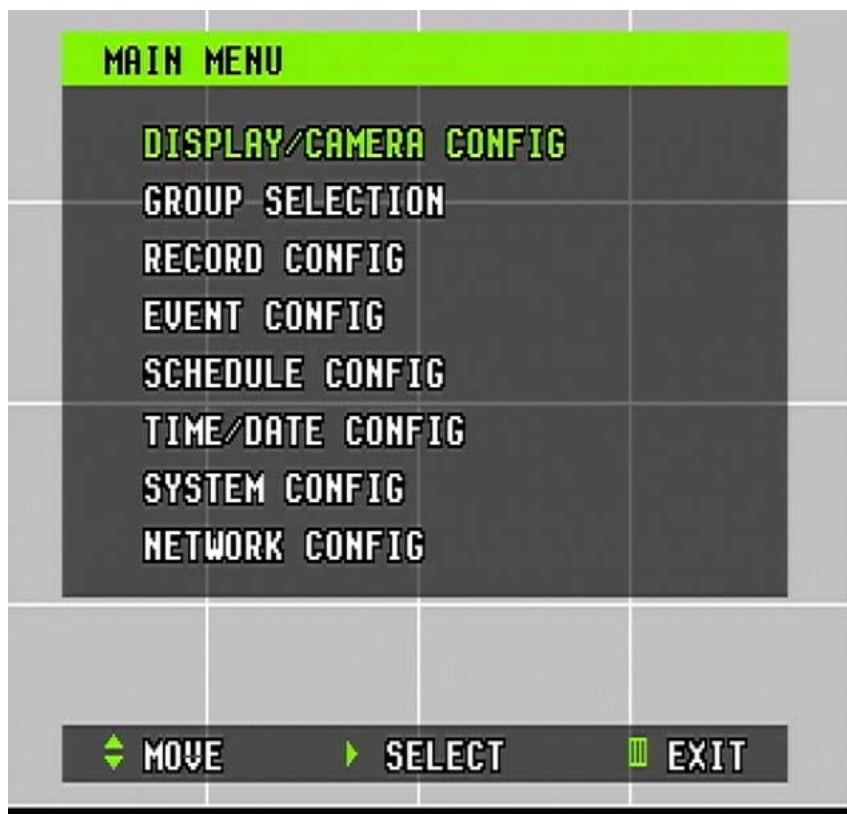 MAIN MENU
DISPLAY/CAMERA CONFIG
GROUP SELECTION
RECORD CONFIG
EVENT CONFIG
SCHEDULE CONFIG
TIME/DATE CONFIG
SYSTEM CONFIG
NETWORK CONFIG
MOVE SELECT EXIT